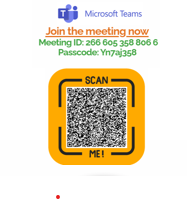 Microsoft Teams
Join the meeting now
Meeting ID: 266 605 358 806 6
Passcode: Yn7aj358
SCAN
ME!